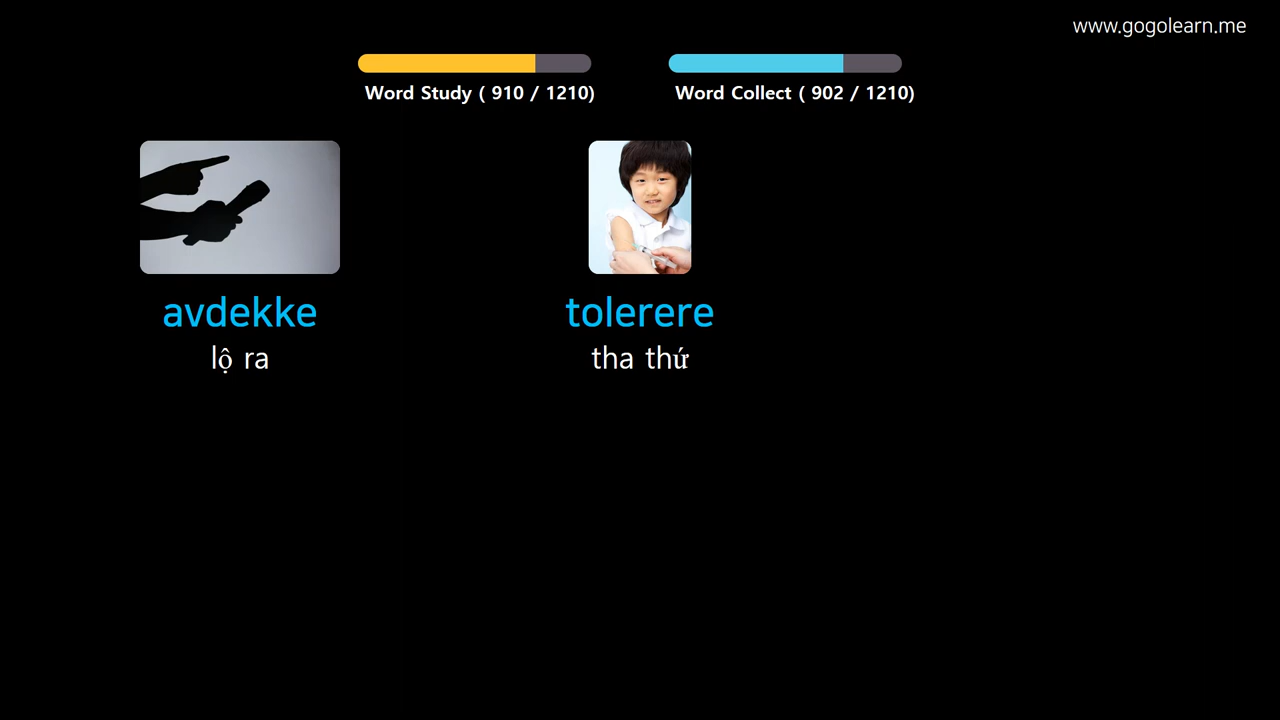 www.gogolearn.me
Word Study ( 910 / 1210)
Word Collect ( 902 / 1210)
avdekke
lộ ra
tolerere
tha thứ